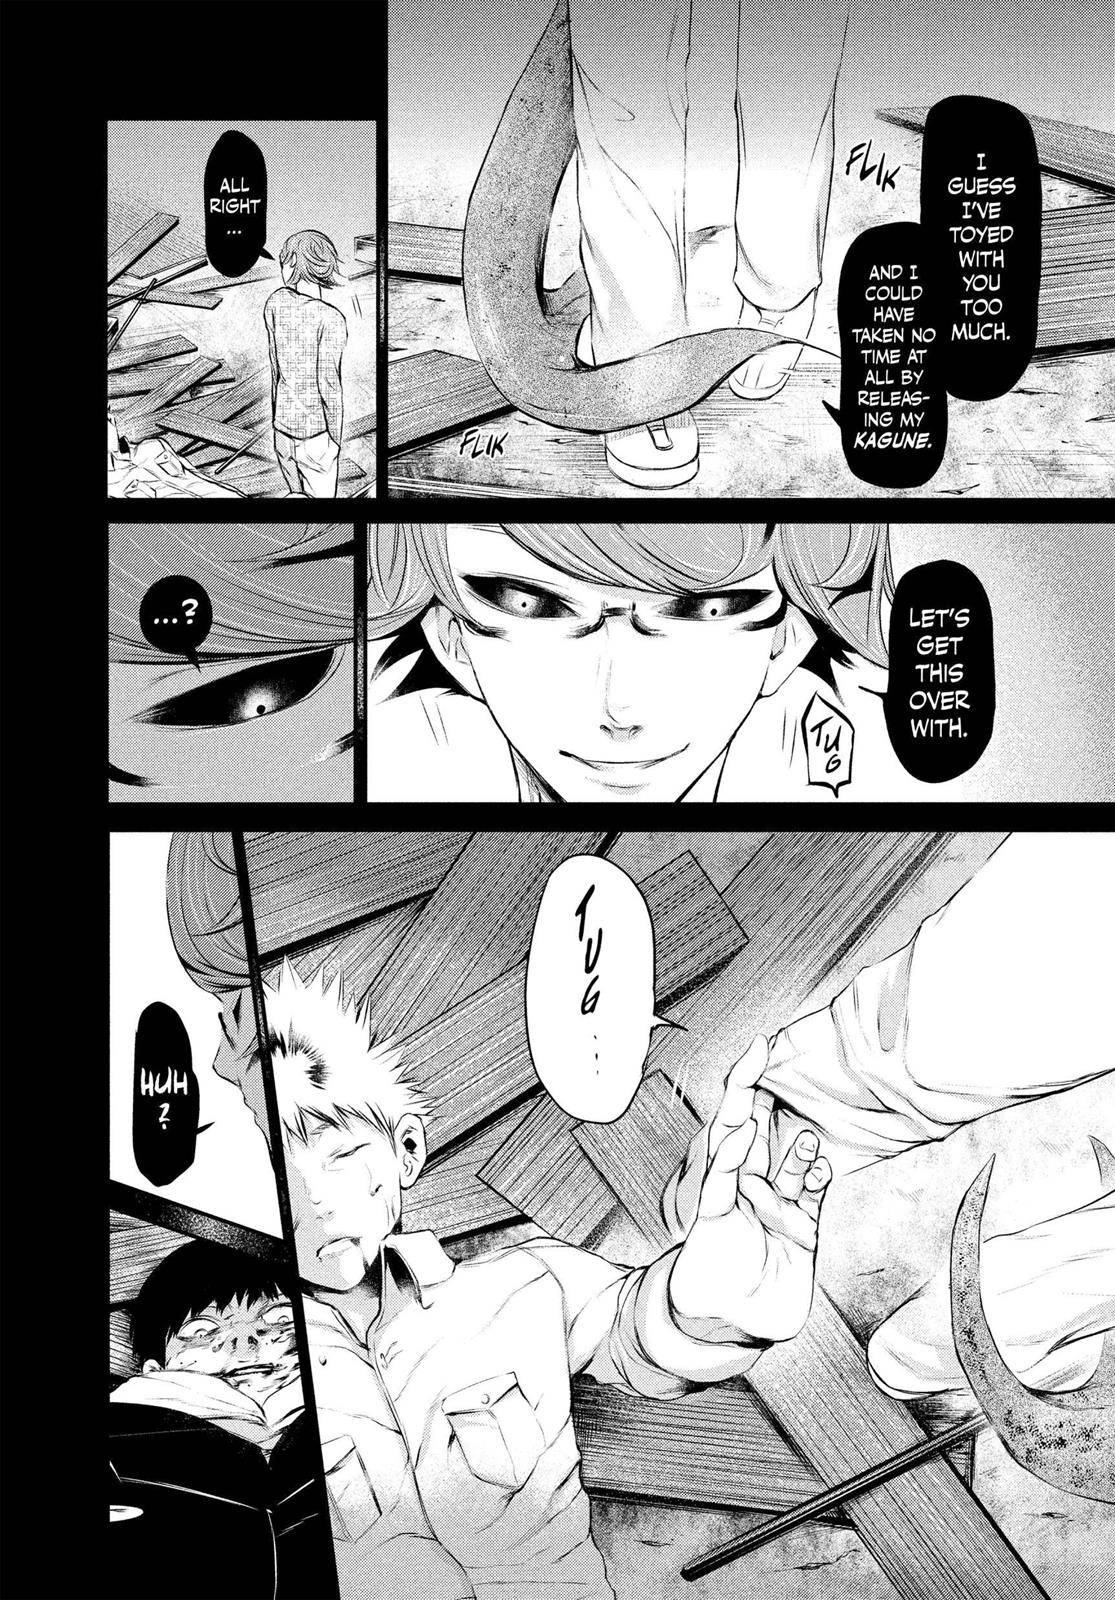 I
GUESS
I'VE
TOYED
WITH
YOU
TOO
MUCH.
FLIK
AND I
COULD
HAVE
TAKEN NO
TIME AT
ALL BY
RELEAS-
ING MY
KAGUNE.
FLIK
ALL
RIGHT
...
LET'S
GET
THIS
OVER
WITH.
TUG
...?
TUG...
HUH
?